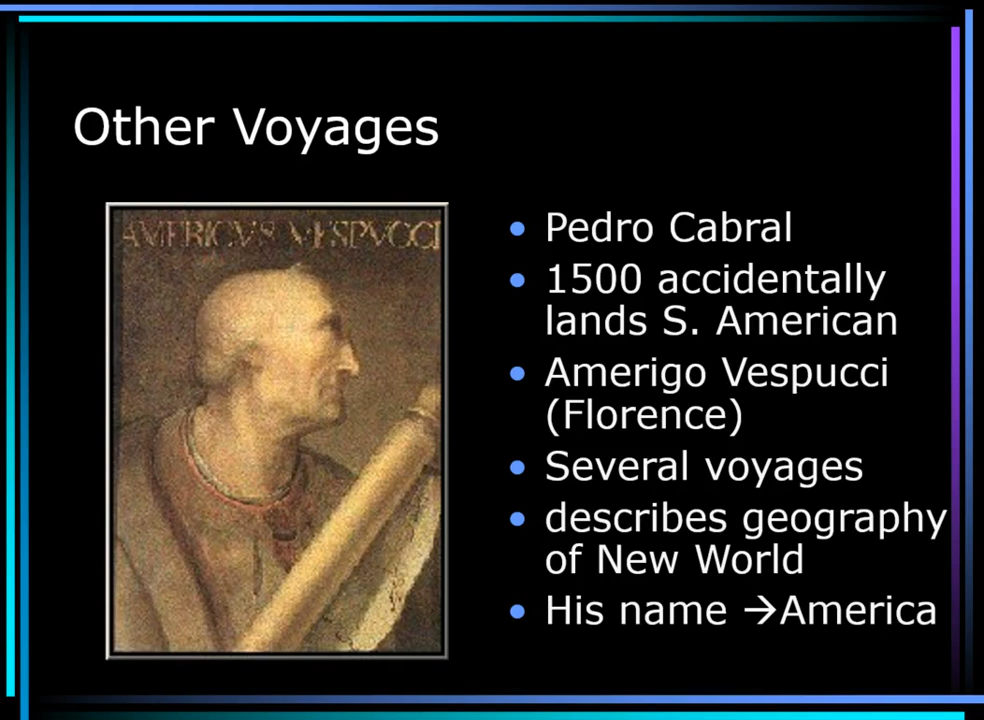 Other Voyages
AMERICVS VESPVCCI
• Pedro Cabral
• 1500 accidentally
lands S. American
• Amerigo Vespucci
(Florence)
• Several voyages
• describes geography
of New World
• His name →America